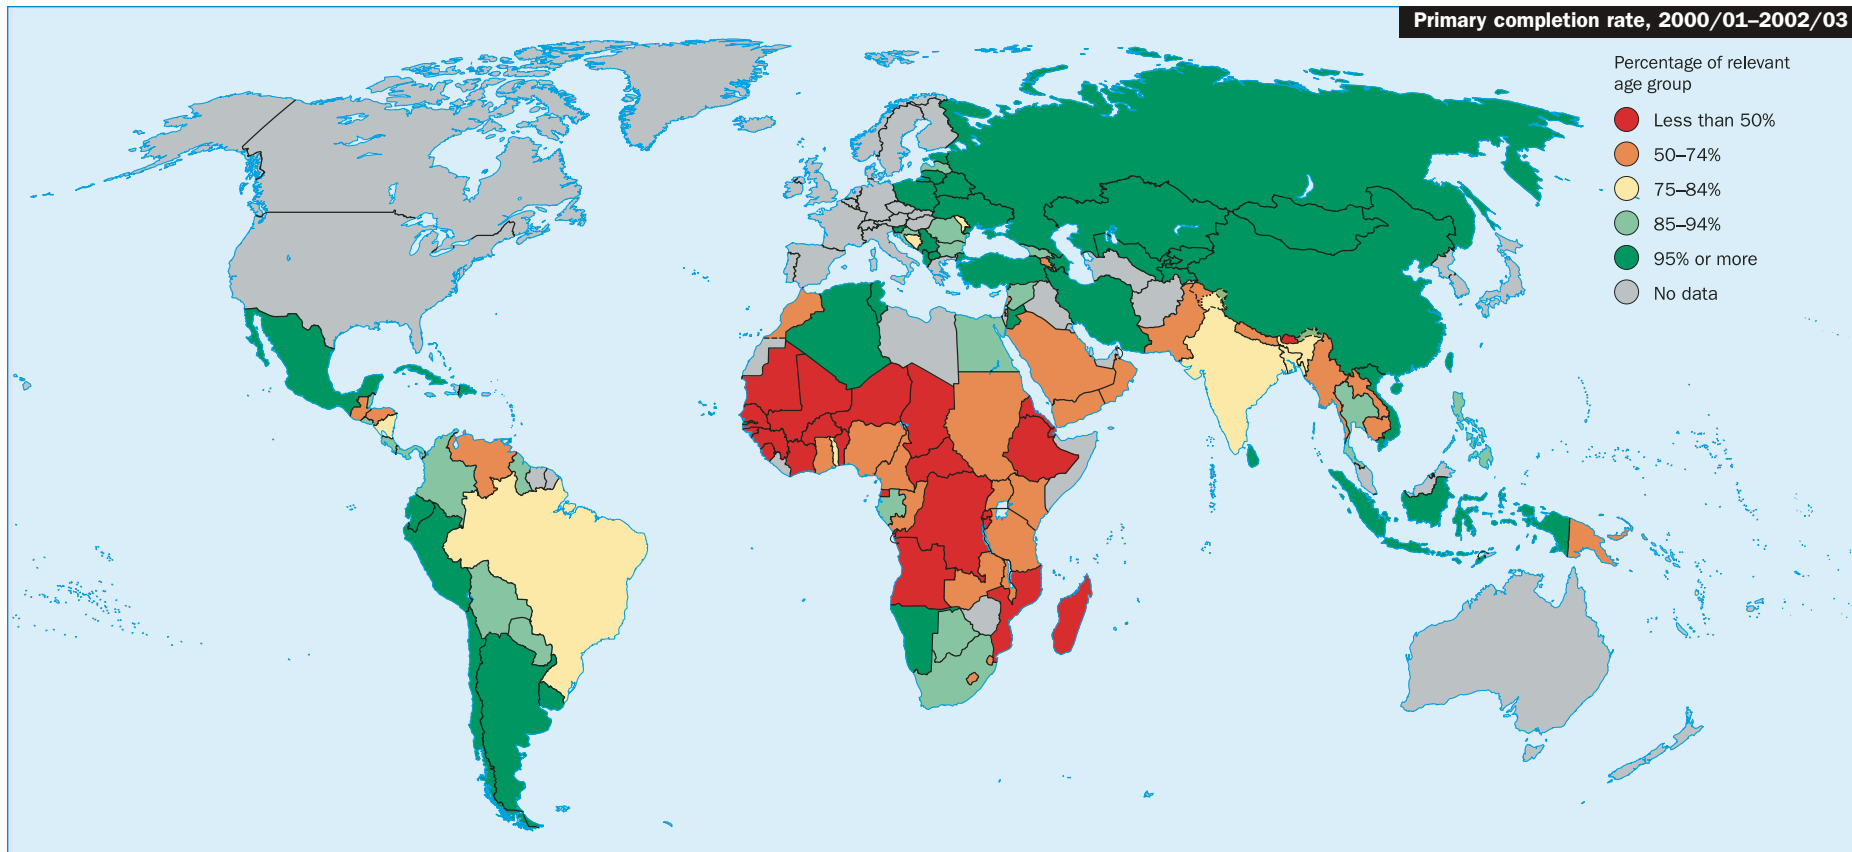 Primary completion rate, 2000/01–2002/03
Percentage of relevant
age group
Less than 50%
50–74%
75–84%
85–94%
95% or more
No data